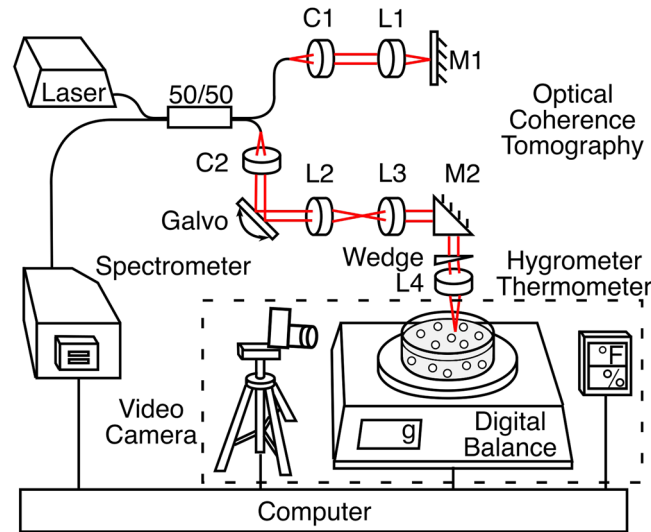 C1
L1
M1
Laser
50/50
Optical
Coherence
Tomography
C2
L2
L3
M2
Galvo
Wedge
L4
Spectrometer
Hygrometer
Thermometer
°F
%
Video
Camera
g
Digital
Balance
Computer